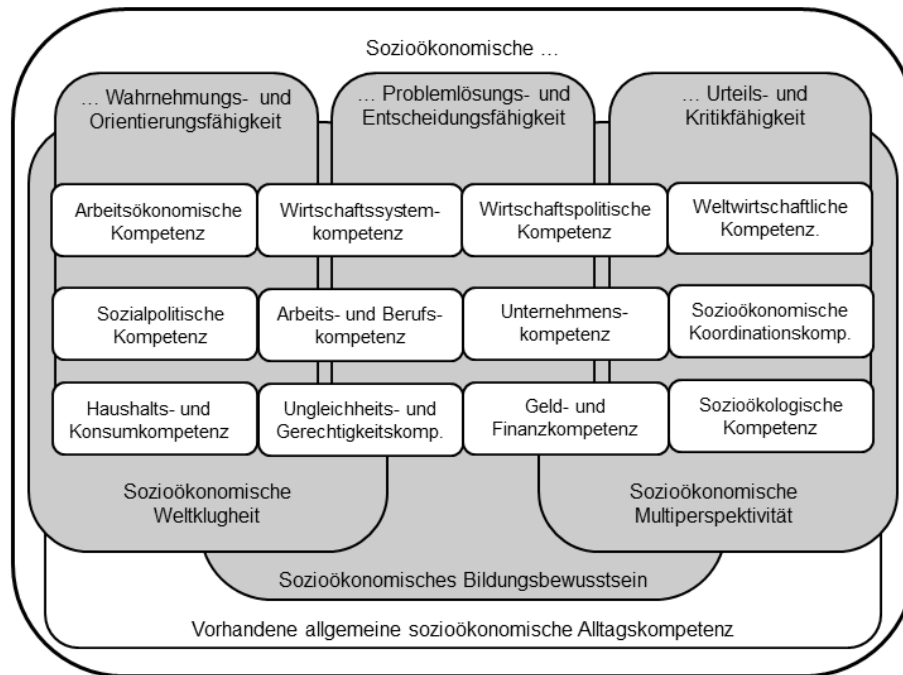 Sozioökonomische …
… Wahrnehmungs- und
Orientierungsfähigkeit
… Problemlösungs- und
Entscheidungsfähigkeit
… Urteils- und
Kritikfähigkeit
Arbeitsökonomische
Kompetenz
Wirtschaftssystem-
kompetenz
Wirtschaftspolitische
Kompetenz
Weltwirtschaftliche
Kompetenz.
Sozialpolitische
Kompetenz
Arbeits- und Berufs-
kompetenz
Unternehmens-
kompetenz
Sozioökonomische
Koordinationskomp.
Haushalts- und
Konsumkompetenz
Ungleichheits- und
Gerechtigkeitskomp.
Geld- und
Finanzkompetenz
Sozioökologische
Kompetenz
Sozioökonomische
Weltklugheit
Sozioökonomische
Multiperspektivität
Sozioökonomisches Bildungsbewusstsein
Vorhandene allgemeine sozioökonomische Alltagskompetenz